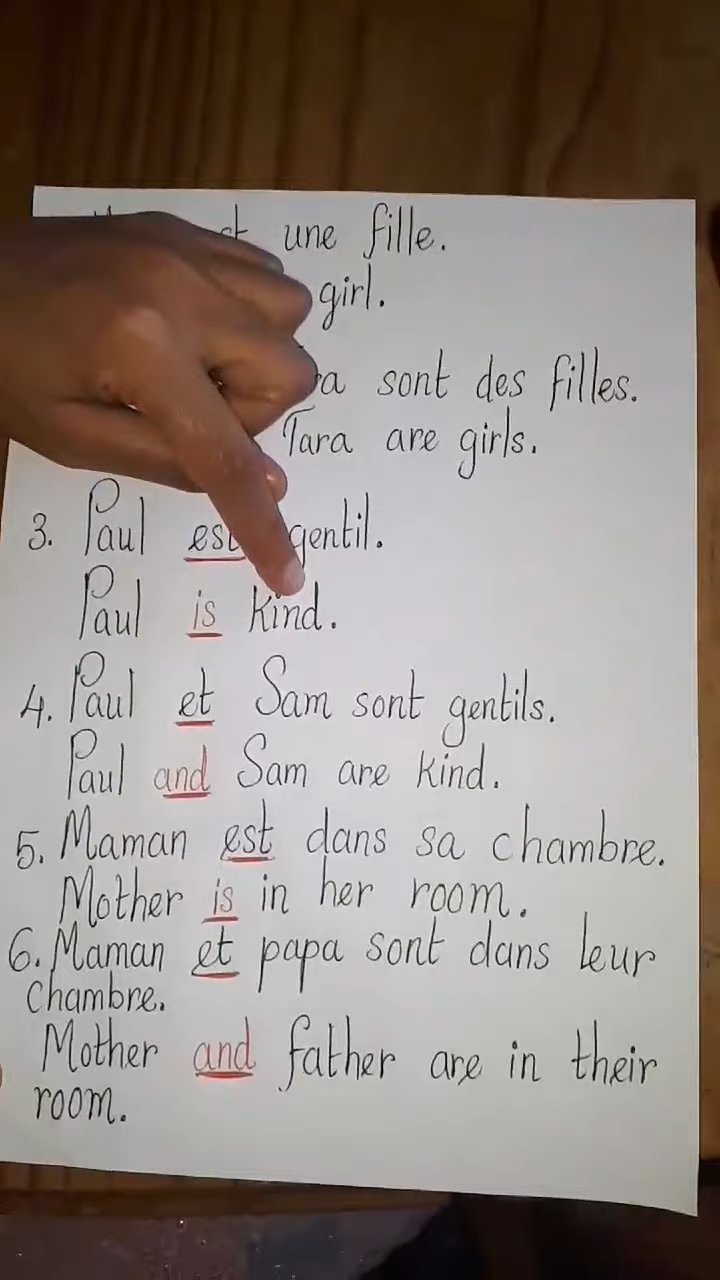 une fille.
girl.
sont des filles.
Tara are girls.
3. Paul est gentil.
Paul is kind.
4. Paul et Sam sont gentils.
Paul and Sam are kind.
5. Maman est dans sa chambre.
Mother is in her room.
6. Maman et papa sont dans leur
chambre.
Mother and father are in their
room.